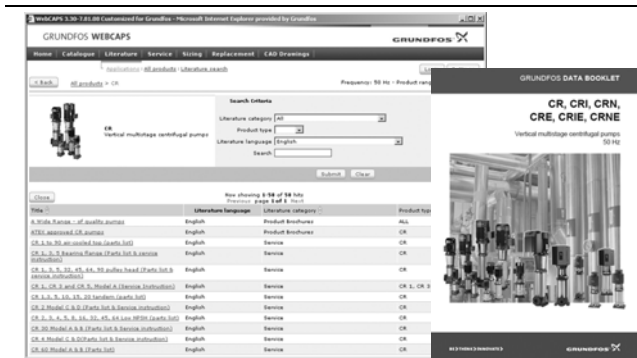 WebCAPS 5.30-7.81.08 Customized for Grundfos - Microsoft Internet Explorer provided by Grundfos
GRUNDFOS WEBCAPS
GRUNDFOS
Home Catalogue Literature Service Sizing Replacement CAD Drawings
Applications / All products / Literature search
< Back
All products > CR
Frequency: 50 Hz - Product rang
CR
Vertical multistage centrifugal pumps
Search Criteria
Literature category All
Product type
Literature language English
Search
Submit Clear
Close
Now showing 1-50 of 50 hits
Previous page 1 of 1 Next
Title Literature language Literature category Product typ
A Wide Range - of quality pumps English Product Brochures ALL
ATEX approved CR pumps English Product Brochures CR
CR 1 to 90 air-cooled top (parts list) English Service CR
CR 1, 3, 5 Bearing flange (Parts list & service instruction) English Service CR
CR 1, 3, 5, 32, 45, 64, 90 pulley head (Parts list & service instruction) English Service CR
CR 1, CR 3 and CR 5, Model A (Service Instruction) English Service CR 1, CR 3
CR 1,3, 5, 10, 15, 20 tandem (parts list) English Service CR
CR 2 Model C & D (Parts list & Service instruction) English Service CR
CR 2, 3, 4, 5, 8, 16, 32, 45, 64 Low NPSH (parts list) English Service CR
CR 30 Model A & B (Parts list & Service instruction) English Service CR
CR 4 Model C & D(Parts list & Service instruction) English Service CR
CR 60 Model A & B (Parts list) English Service CR
GRUNDFOS DATA BOOKLET
CR, CRI, CRN,
CRE, CRIE, CRNE
Vertical multistage centrifugal pumps
50 Hz
BE > THINK > INNOVATE >
GRUNDFOS